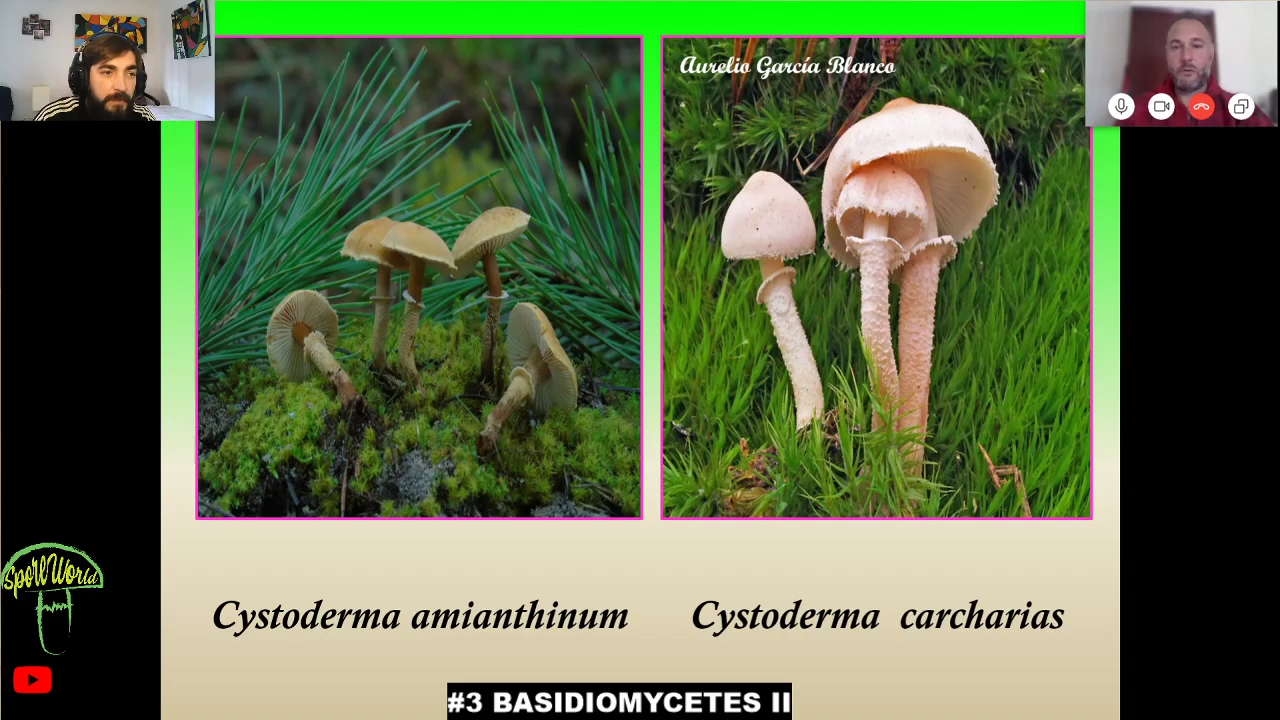 Aurelio García Blanco
Cystoderma amianthinum
Cystoderma carcharias
SporeWorld
#3 BASIDIOMYCETES II